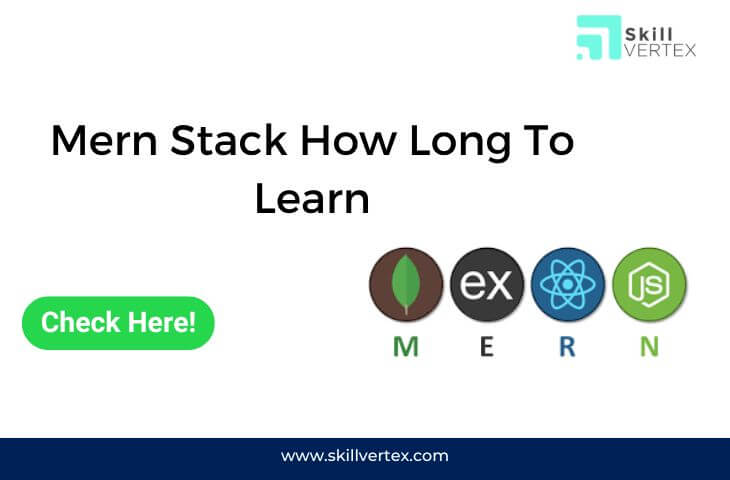 Skill
VERTEX
Mern Stack How Long To
Learn
ex
JS
Check Here!
M E R N
www.skillvertex.com